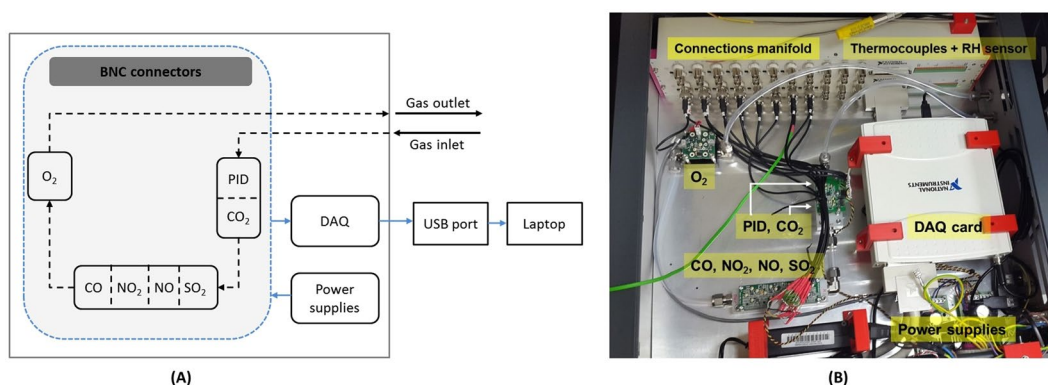 BNC connectors
Gas outlet
Gas inlet
O2
PID
CO2
DAQ
USB port
Laptop
CO NO2 NO SO2
Power
supplies
(A)
Connections manifold
Thermocouples + RH sensor
O2
NATIONAL
INSTRUMENTS
PID, CO2
DAQ card
CO, NO2, NO, SO2
Power supplies
(B)